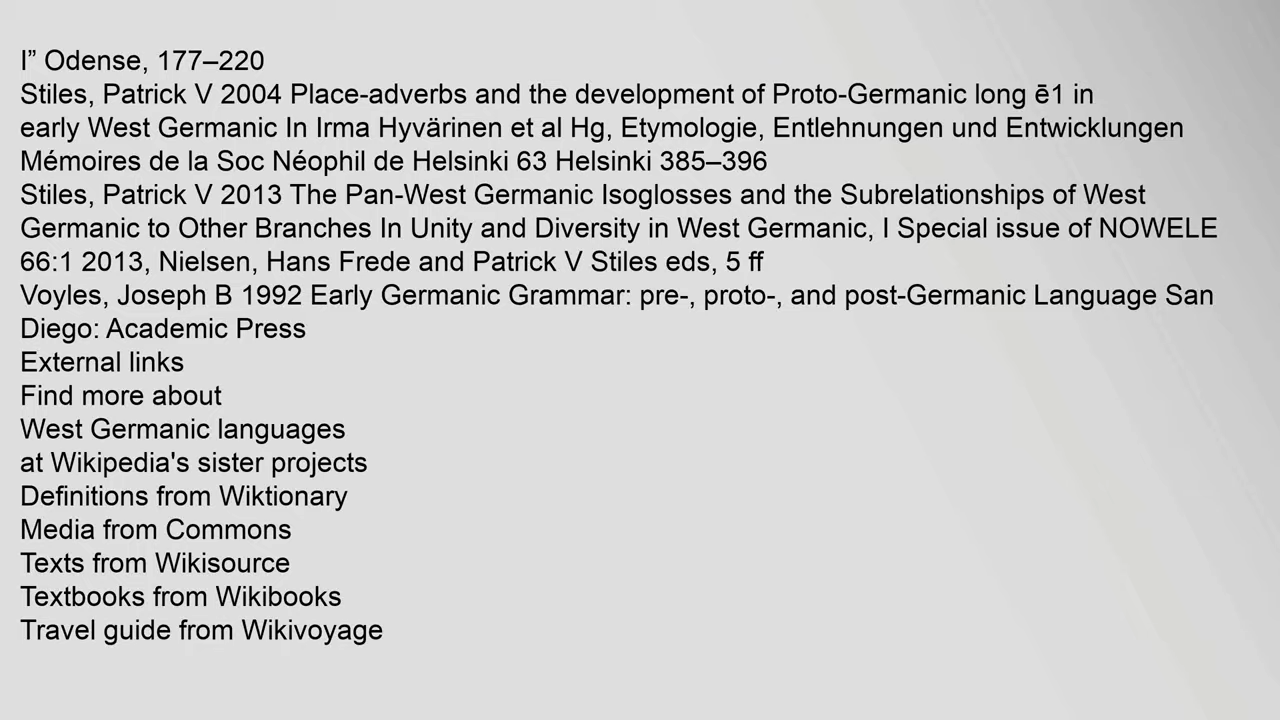 I” Odense, 177–220
Stiles, Patrick V 2004 Place-adverbs and the development of Proto-Germanic long ē1 in
early West Germanic In Irma Hyvärinen et al Hg, Etymologie, Entlehnungen und Entwicklungen
Mémoires de la Soc Néophil de Helsinki 63 Helsinki 385–396
Stiles, Patrick V 2013 The Pan-West Germanic Isoglosses and the Subrelationships of West
Germanic to Other Branches In Unity and Diversity in West Germanic, I Special issue of NOWELE
66:1 2013, Nielsen, Hans Frede and Patrick V Stiles eds, 5 ff
Voyles, Joseph B 1992 Early Germanic Grammar: pre-, proto-, and post-Germanic Language San
Diego: Academic Press
External links
Find more about
West Germanic languages
at Wikipedia's sister projects
Definitions from Wiktionary
Media from Commons
Texts from Wikisource
Textbooks from Wikibooks
Travel guide from Wikivoyage